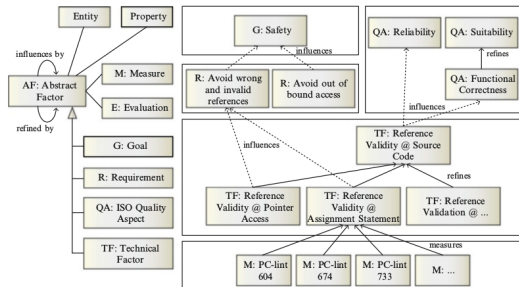 Entity
Property
influences by
AF: Abstract
Factor
refined by
M: Measure
E: Evaluation
G: Goal
R: Requirement
QA: ISO Quality
Aspect
TF: Technical
Factor
G: Safety
influences
R: Avoid wrong
and invalid
references
R: Avoid out of
bound access
QA: Reliability
QA: Suitability
refines
QA: Functional
Correctness
influences
TF: Reference
Validity @ Source
Code
influences
refines
TF: Reference
Validity @ Pointer
Access
TF: Reference
Validity @
Assignment Statement
TF: Reference
Validation @ ...
measures
M: PC-lint
604
M: PC-lint
674
M: PC-lint
733
M: ...